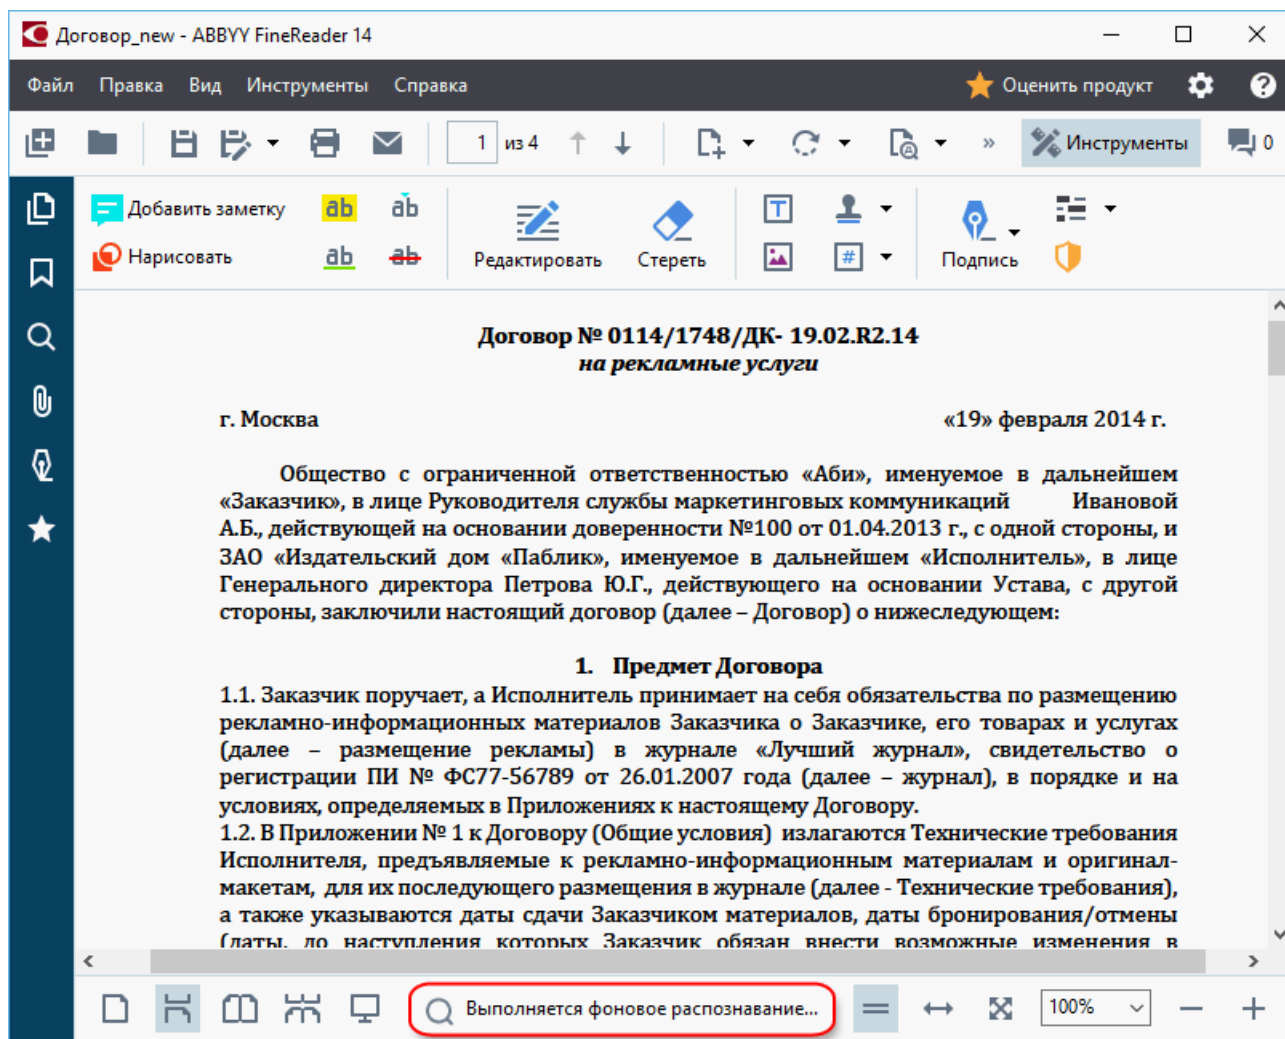 Договор_new - ABBYY FineReader 14
Файл Правка Вид Инструменты Справка Оценить продукт
1 из 4 Инструменты 0
Добавить заметку ab ab T
Нарисовать ab ab Редактировать Стереть # Подпись
Договор № 0114/1748/ДК- 19.02.R2.14
на рекламные услуги
г. Москва «19» февраля 2014 г.
Общество с ограниченной ответственностью «Аби», именуемое в дальнейшем
«Заказчик», в лице Руководителя службы маркетинговых коммуникаций Ивановой
А.Б., действующей на основании доверенности №100 от 01.04.2013 г., с одной стороны, и
ЗАО «Издательский дом «Паблик», именуемое в дальнейшем «Исполнитель», в лице
Генерального директора Петрова Ю.Г., действующего на основании Устава, с другой
стороны, заключили настоящий договор (далее – Договор) о нижеследующем:
1. Предмет Договора
1.1. Заказчик поручает, а Исполнитель принимает на себя обязательства по размещению
рекламно-информационных материалов Заказчика о Заказчике, его товарах и услугах
(далее – размещение рекламы) в журнале «Лучший журнал», свидетельство о
регистрации ПИ № ФС77-56789 от 26.01.2007 года (далее – журнал), в порядке и на
условиях, определяемых в Приложениях к настоящему Договору.
1.2. В Приложении № 1 к Договору (Общие условия) излагаются Технические требования
Исполнителя, предъявляемые к рекламно-информационным материалам и оригинал-
макетам, для их последующего размещения в журнале (далее - Технические требования),
а также указываются даты сдачи Заказчиком материалов, даты бронирования/отмены
(даты, до наступления которых Заказчик обязан внести возможные изменения в
Выполняется фоновое распознавание... 100%